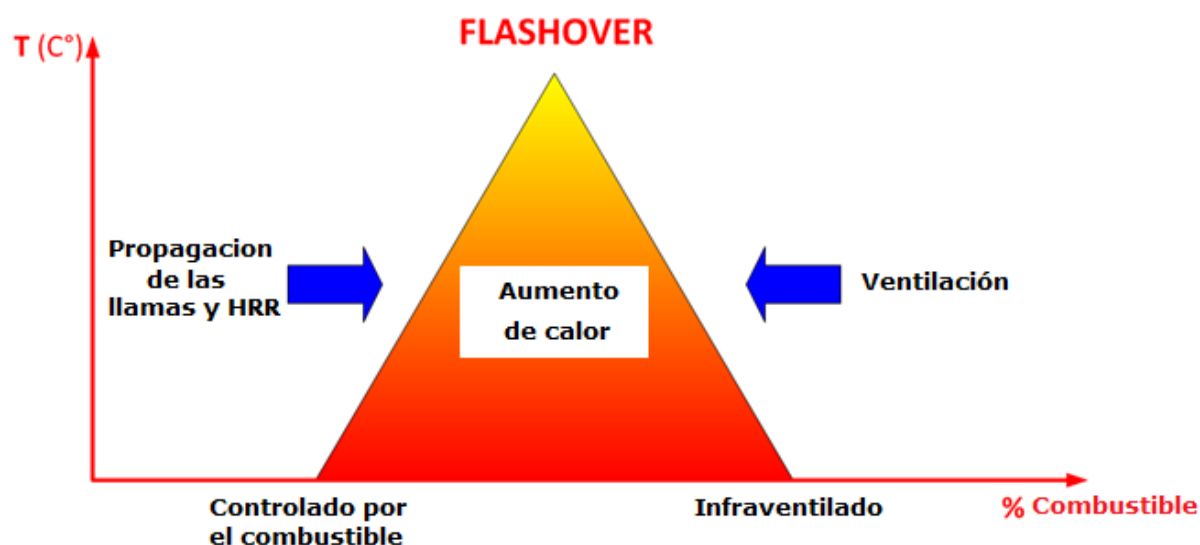 FLASHOVER
T (C°)
Propagacion
de las
llamas y HRR
Aumento
de calor
Ventilación
Controlado por
el combustible
Infraventilado
% Combustible